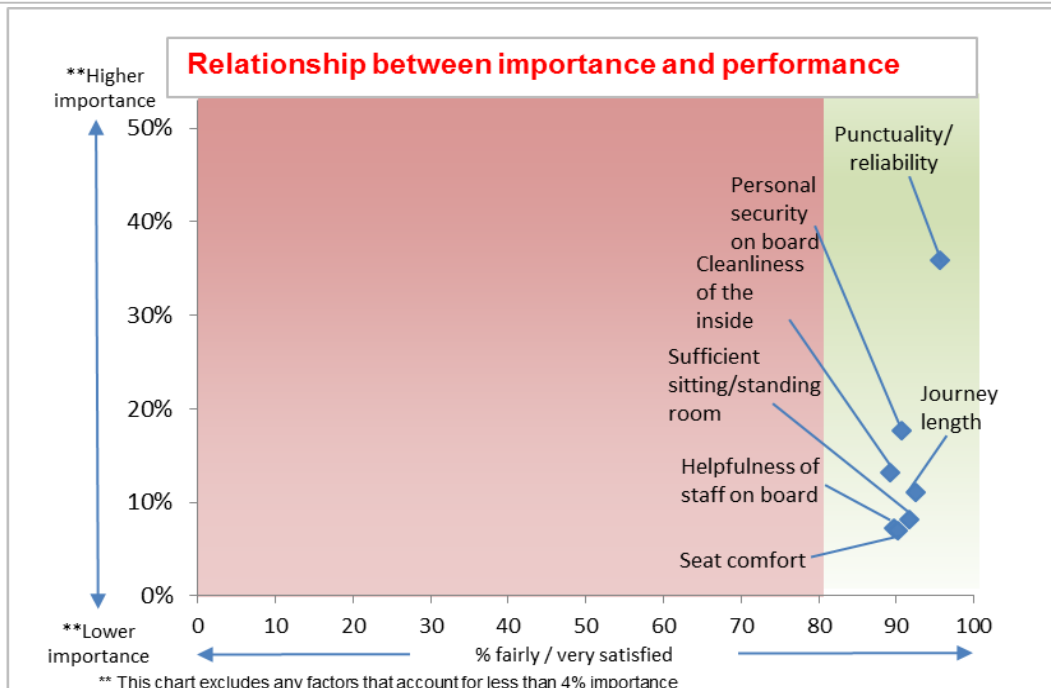 Relationship between importance and performance
**Higher
importance
50%
40%
30%
20%
10%
0%
**Lower
importance
Punctuality/
reliability
Personal
security
on board
Cleanliness
of the
inside
Sufficient
sitting/standing
room
Journey
length
Helpfulness of
staff on board
Seat comfort
0 10 20 30 40 50 60 70 80 90 100
% fairly / very satisfied
** This chart excludes any factors that account for less than 4% importance